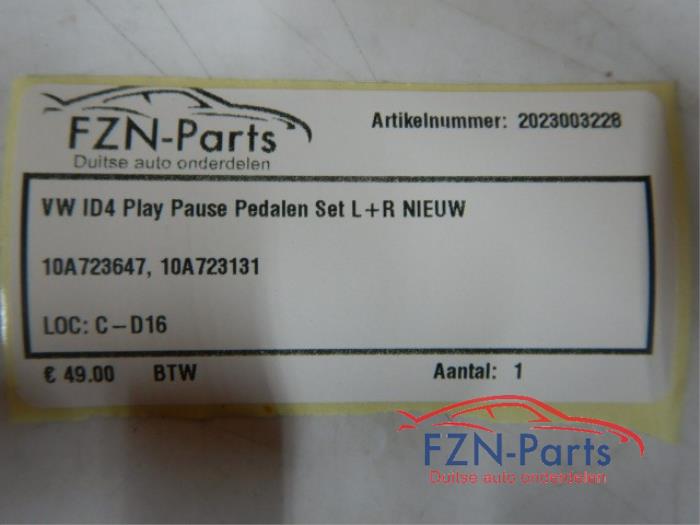 FZN-Parts
Duitse auto onderdelen
Artikelnummer: 2023003228
VW ID4 Play Pause Pedalen Set L+R NIEUW
10A723647, 10A723131
LOC: C-D16
€ 49.00 BTW Aantal: 1
FZN-Parts
Duitse auto onderdelen